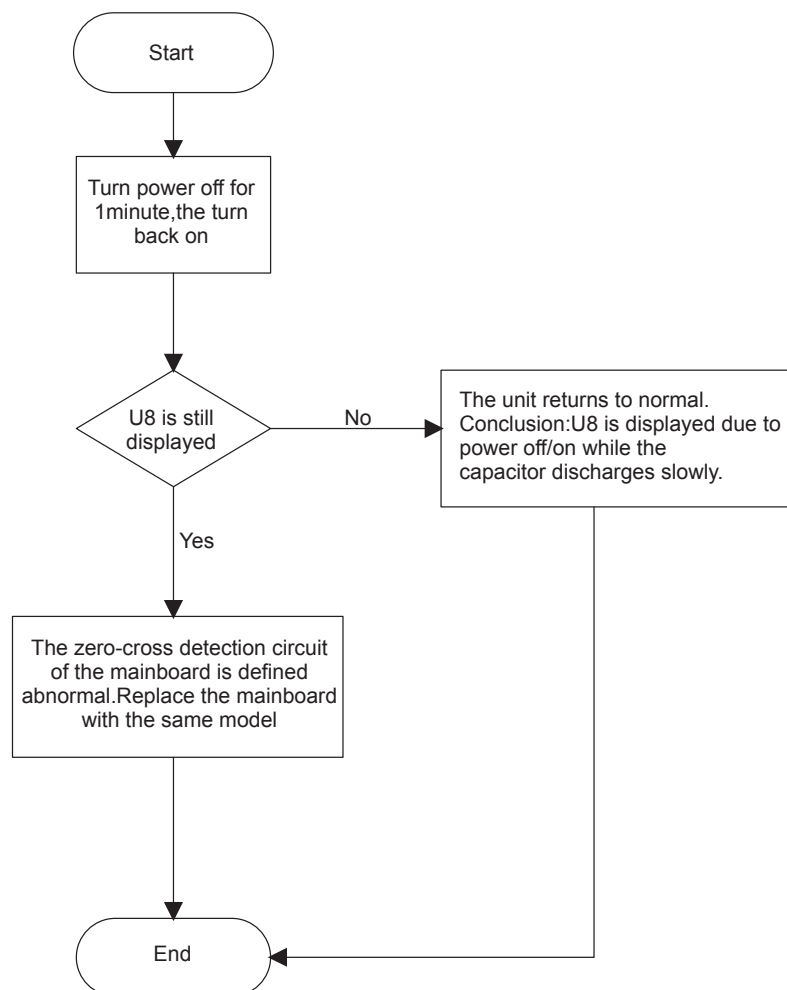 Start
Turn power off for
1minute,the turn
back on
U8 is still
displayed
No
The unit returns to normal.
Conclusion:U8 is displayed due to
power off/on while the
capacitor discharges slowly.
Yes
The zero-cross detection circuit
of the mainboard is defined
abnormal.Replace the mainboard
with the same model
End